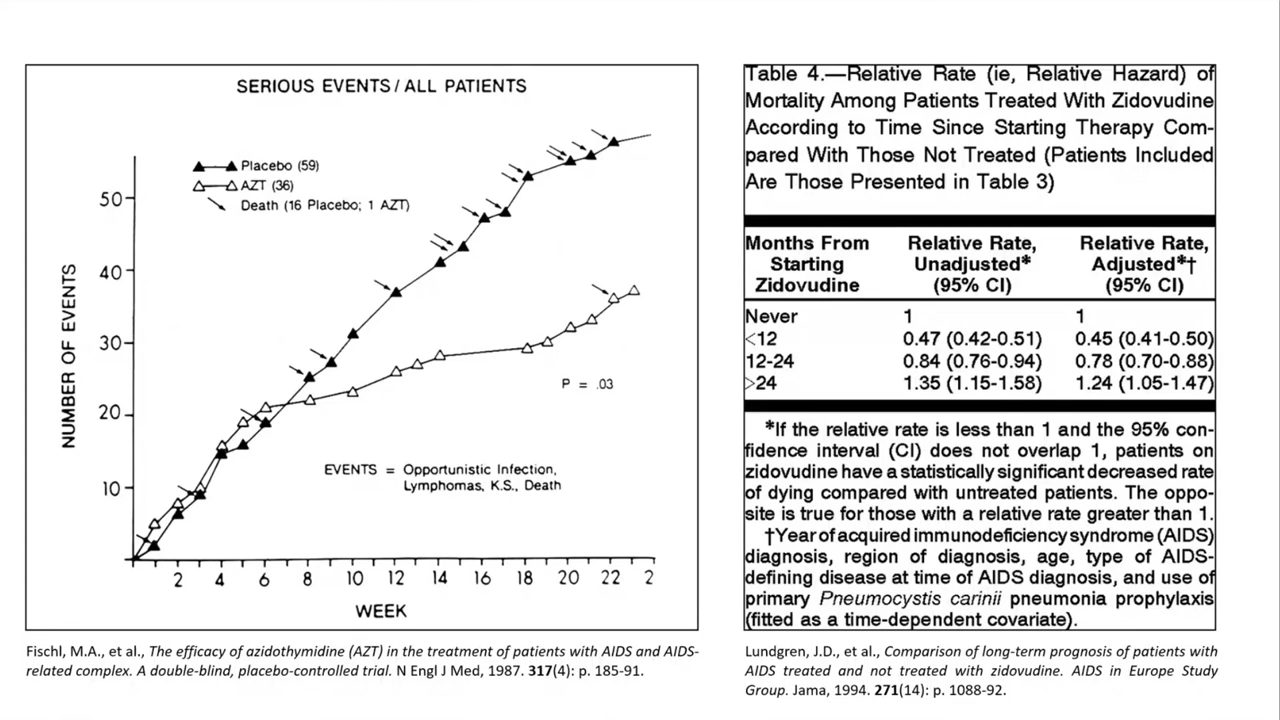 SERIOUS EVENTS / ALL PATIENTS
Placebo (59)
AZT (36)
Death (16 Placebo; 1 AZT)
NUMBER OF EVENTS
50
40
30
20
10
P = .03
EVENTS = Opportunistic Infection,
Lymphomas, K.S., Death
2 4 6 8 10 12 14 16 18 20 22 2
WEEK
Fischl, M.A., et al., The efficacy of azidothymidine (AZT) in the treatment of patients with AIDS and AIDS-
related complex. A double-blind, placebo-controlled trial. N Engl J Med, 1987. 317(4): p. 185-91.
Table 4.—Relative Rate (ie, Relative Hazard) of
Mortality Among Patients Treated With Zidovudine
According to Time Since Starting Therapy Com-
pared With Those Not Treated (Patients Included
Are Those Presented in Table 3)
Months From Relative Rate, Relative Rate,
Starting Unadjusted* Adjusted*†
Zidovudine (95% CI) (95% CI)
Never 1 1
<12 0.47 (0.42-0.51) 0.45 (0.41-0.50)
12-24 0.84 (0.76-0.94) 0.78 (0.70-0.88)
>24 1.35 (1.15-1.58) 1.24 (1.05-1.47)
*If the relative rate is less than 1 and the 95% con-
fidence interval (CI) does not overlap 1, patients on
zidovudine have a statistically significant decreased rate
of dying compared with untreated patients. The oppo-
site is true for those with a relative rate greater than 1.
†Year of acquired immunodeficiency syndrome (AIDS)
diagnosis, region of diagnosis, age, type of AIDS-
defining disease at time of AIDS diagnosis, and use of
primary Pneumocystis carinii pneumonia prophylaxis
(fitted as a time-dependent covariate).
Lundgren, J.D., et al., Comparison of long-term prognosis of patients with
AIDS treated and not treated with zidovudine. AIDS in Europe Study
Group. Jama, 1994. 271(14): p. 1088-92.